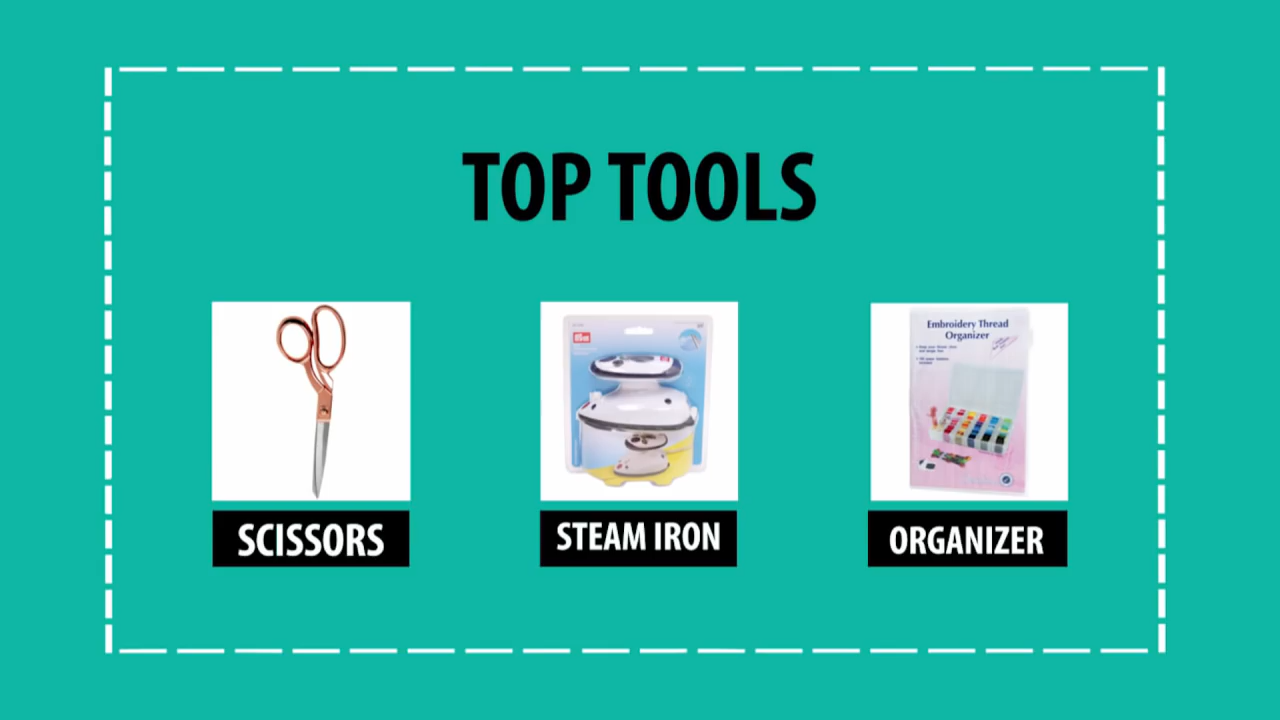 TOP TOOLS
Embroidery Thread
Organizer
SCISSORS
STEAM IRON
ORGANIZER